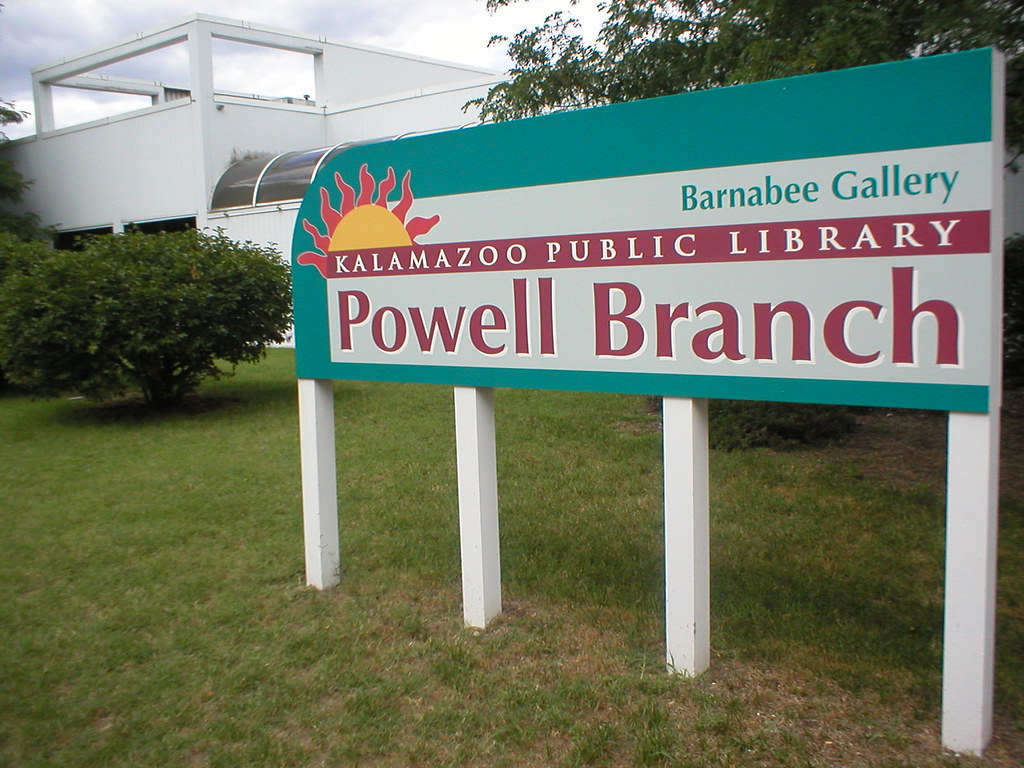 Barnabee Gallery
KALAMAZOO PUBLIC LIBRARY
Powell Branch